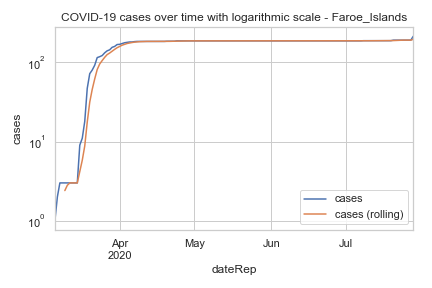 COVID-19 cases over time with logarithmic scale - Faroe_Islands
cases
10²
10¹
10⁰
Apr
2020
May
Jun
Jul
dateRep
cases
cases (rolling)